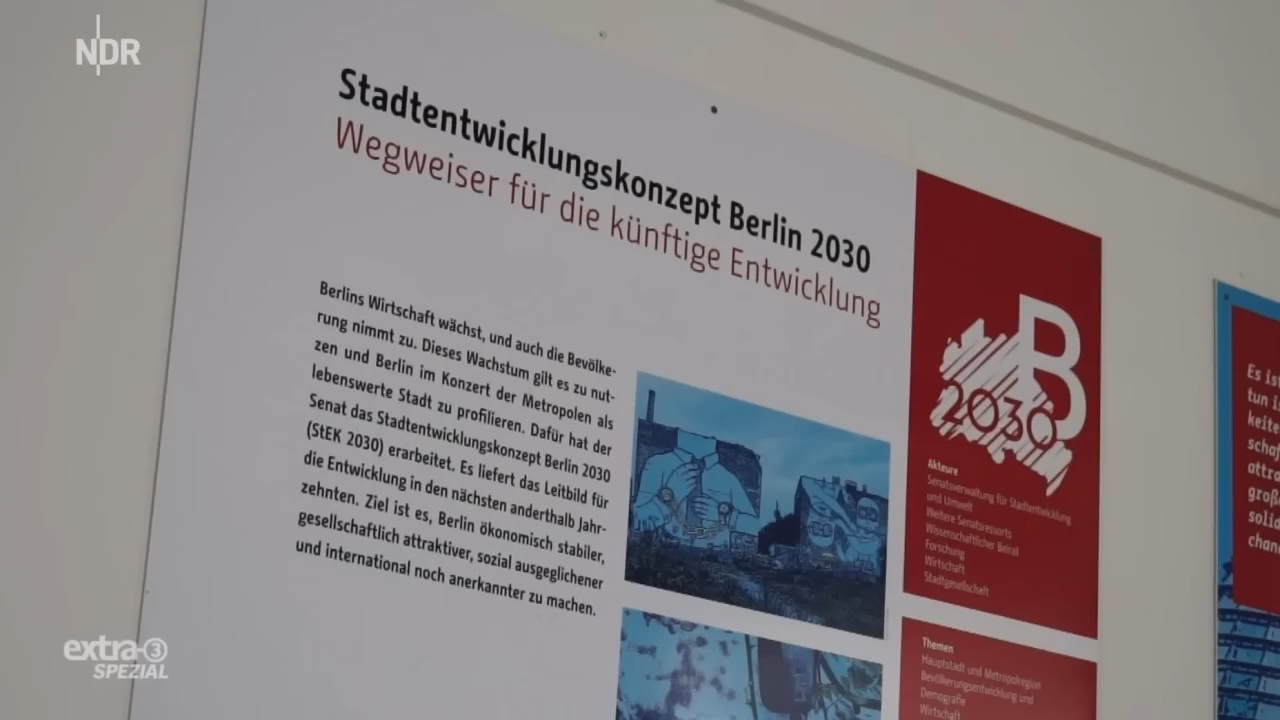 NDR
Stadtentwicklungskonzept Berlin 2030
Wegweiser für die künftige Entwicklung
Berlins Wirtschaft wächst, und auch die Bevölke-
rung nimmt zu. Dieses Wachstum gilt es zu nut-
zen und Berlin im Konzert der Metropolen als
lebenswerte Stadt zu profilieren. Dafür hat der
Senat das Stadtentwicklungskonzept Berlin 2030
(StEK 2030) erarbeitet. Es liefert das Leitbild für
die Entwicklung in den nächsten anderthalb Jahr-
zehnten. Ziel ist es, Berlin ökonomisch stabiler,
gesellschaftlich attraktiver, sozial ausgeglichener
und international noch anerkannter zu machen.
B
2030
Akteure
Senatsverwaltung für Stadtentwicklung
und Umwelt
Weitere Senatsressorts
Wissenschaftlicher Beirat
Forschung
Wirtschaft
Stadtgesellschaft
Themen
Hauptstadt und Metropolregion
Bevölkerungsentwicklung und
Demografie
Wirtschaft
Es ist
tun i
keite
schaf
attra
groß
solid
chan
extra 3
SPEZIAL